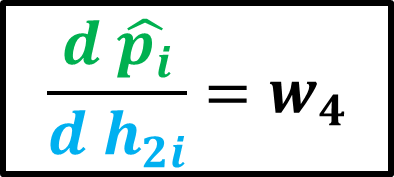 d p̂ᵢ / d h₂ᵢ = w₄